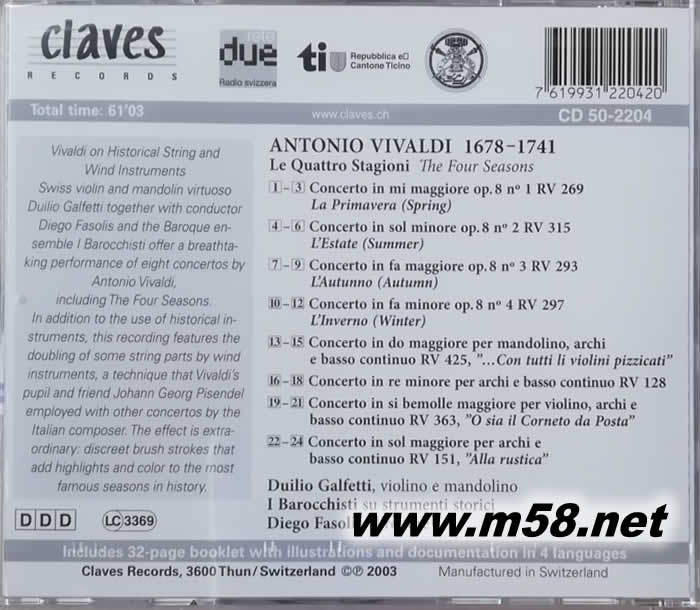 claves
RECORDS
rete
due
Radio svizzera
ti
Repubblica e
Cantone Ticino
7 619931 220420
Total time: 61'03
www.claves.ch
CD 50-2204
Vivaldi on Historical String and
Wind Instruments
Swiss violin and mandolin virtuoso
Duilio Galfetti together with conductor
Diego Fasolis and the Baroque en-
semble I Barocchisti offer a breathta-
king performance of eight concertos by
Antonio Vivaldi,
including The Four Seasons.
In addition to the use of historical in-
struments, this recording features the
doubling of some string parts by wind
instruments, a technique that Vivaldi's
pupil and friend Johann Georg Pisendel
employed with other concertos by the
Italian composer. The effect is extra-
ordinary: discreet brush strokes that
add highlights and color to the most
famous seasons in history.
DDD
LC 3369
ANTONIO VIVALDI 1678–1741
Le Quattro Stagioni The Four Seasons
1–3 Concerto in mi maggiore op. 8 nº 1 RV 269
La Primavera (Spring)
4–6 Concerto in sol minore op. 8 nº 2 RV 315
L'Estate (Summer)
7–9 Concerto in fa maggiore op. 8 nº 3 RV 293
L'Autunno (Autumn)
10–12 Concerto in fa minore op. 8 nº 4 RV 297
L'Inverno (Winter)
13–15 Concerto in do maggiore per mandolino, archi
e basso continuo RV 425, "...Con tutti li violini pizzicati"
16–18 Concerto in re minore per archi e basso continuo RV 128
19–21 Concerto in si bemolle maggiore per violino, archi e
basso continuo RV 363, "O sia il Corneto da Posta"
22–24 Concerto in sol maggiore per archi e
basso continuo RV 151, "Alla rustica"
Duilio Galfetti, violino e mandolino
I Barocchisti su strumenti storici
Diego Fasoli
www.m58.net
Includes 32-page booklet with illustrations and documentation in 4 languages
Claves Records, 3600 Thun/Switzerland ©℗ 2003
Manufactured in Switzerland